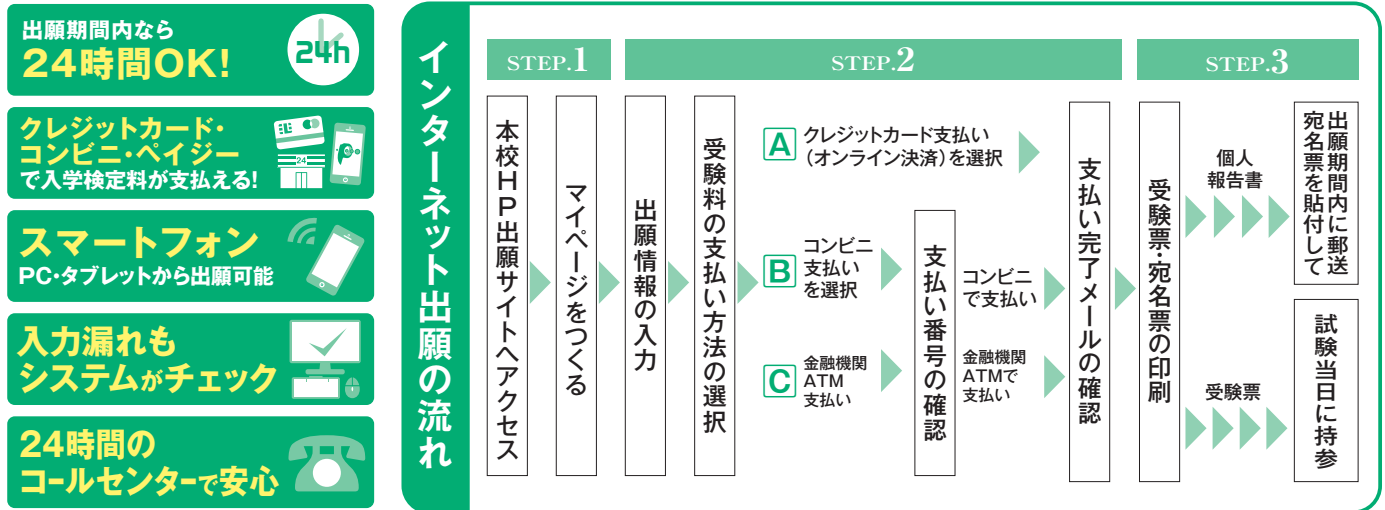 出願期間内なら
24時間OK!
24h
クレジットカード・
コンビニ・ペイジー
で入学検定料が支払える!
24
スマートフォン
PC・タブレットから出願可能
入力漏れも
システムがチェック
24時間の
コールセンターで安心
インターネット出願の流れ
STEP.1
本校HP出願サイトへアクセス
マイページをつくる
STEP.2
出願情報の入力
受験料の支払い方法の選択
A
クレジットカード支払い
(オンライン決済)を選択
B
コンビニ
支払い
を選択
C
金融機関
ATM
支払い
支払い番号の確認
コンビニ
で支払い
金融機関
ATMで
支払い
支払い完了メールの確認
STEP.3
受験票・宛名票の印刷
個人
報告書
出願期間内に郵送
宛名票を貼付して
受験票
試験当日に持参